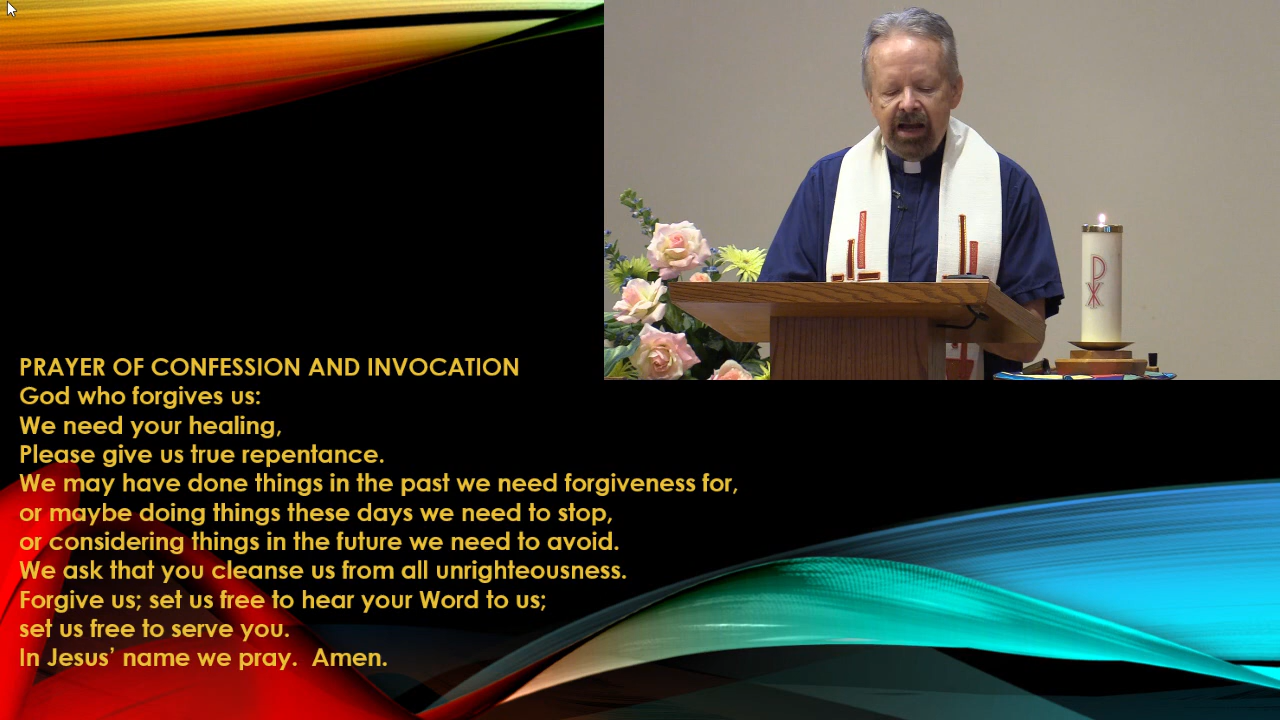 PRAYER OF CONFESSION AND INVOCATION
God who forgives us:
We need your healing,
Please give us true repentance.
We may have done things in the past we need forgiveness for,
or maybe doing things these days we need to stop,
or considering things in the future we need to avoid.
We ask that you cleanse us from all unrighteousness.
Forgive us; set us free to hear your Word to us;
set us free to serve you.
In Jesus’ name we pray.  Amen.